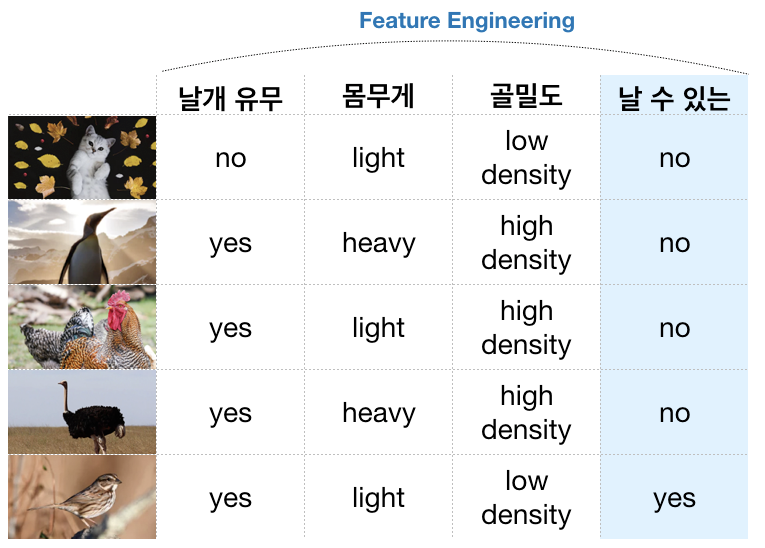 Feature Engineering
날개 유무 몸무게 골밀도 날 수 있는
no light low density no
yes heavy high density no
yes light high density no
yes heavy high density no
yes light low density yes